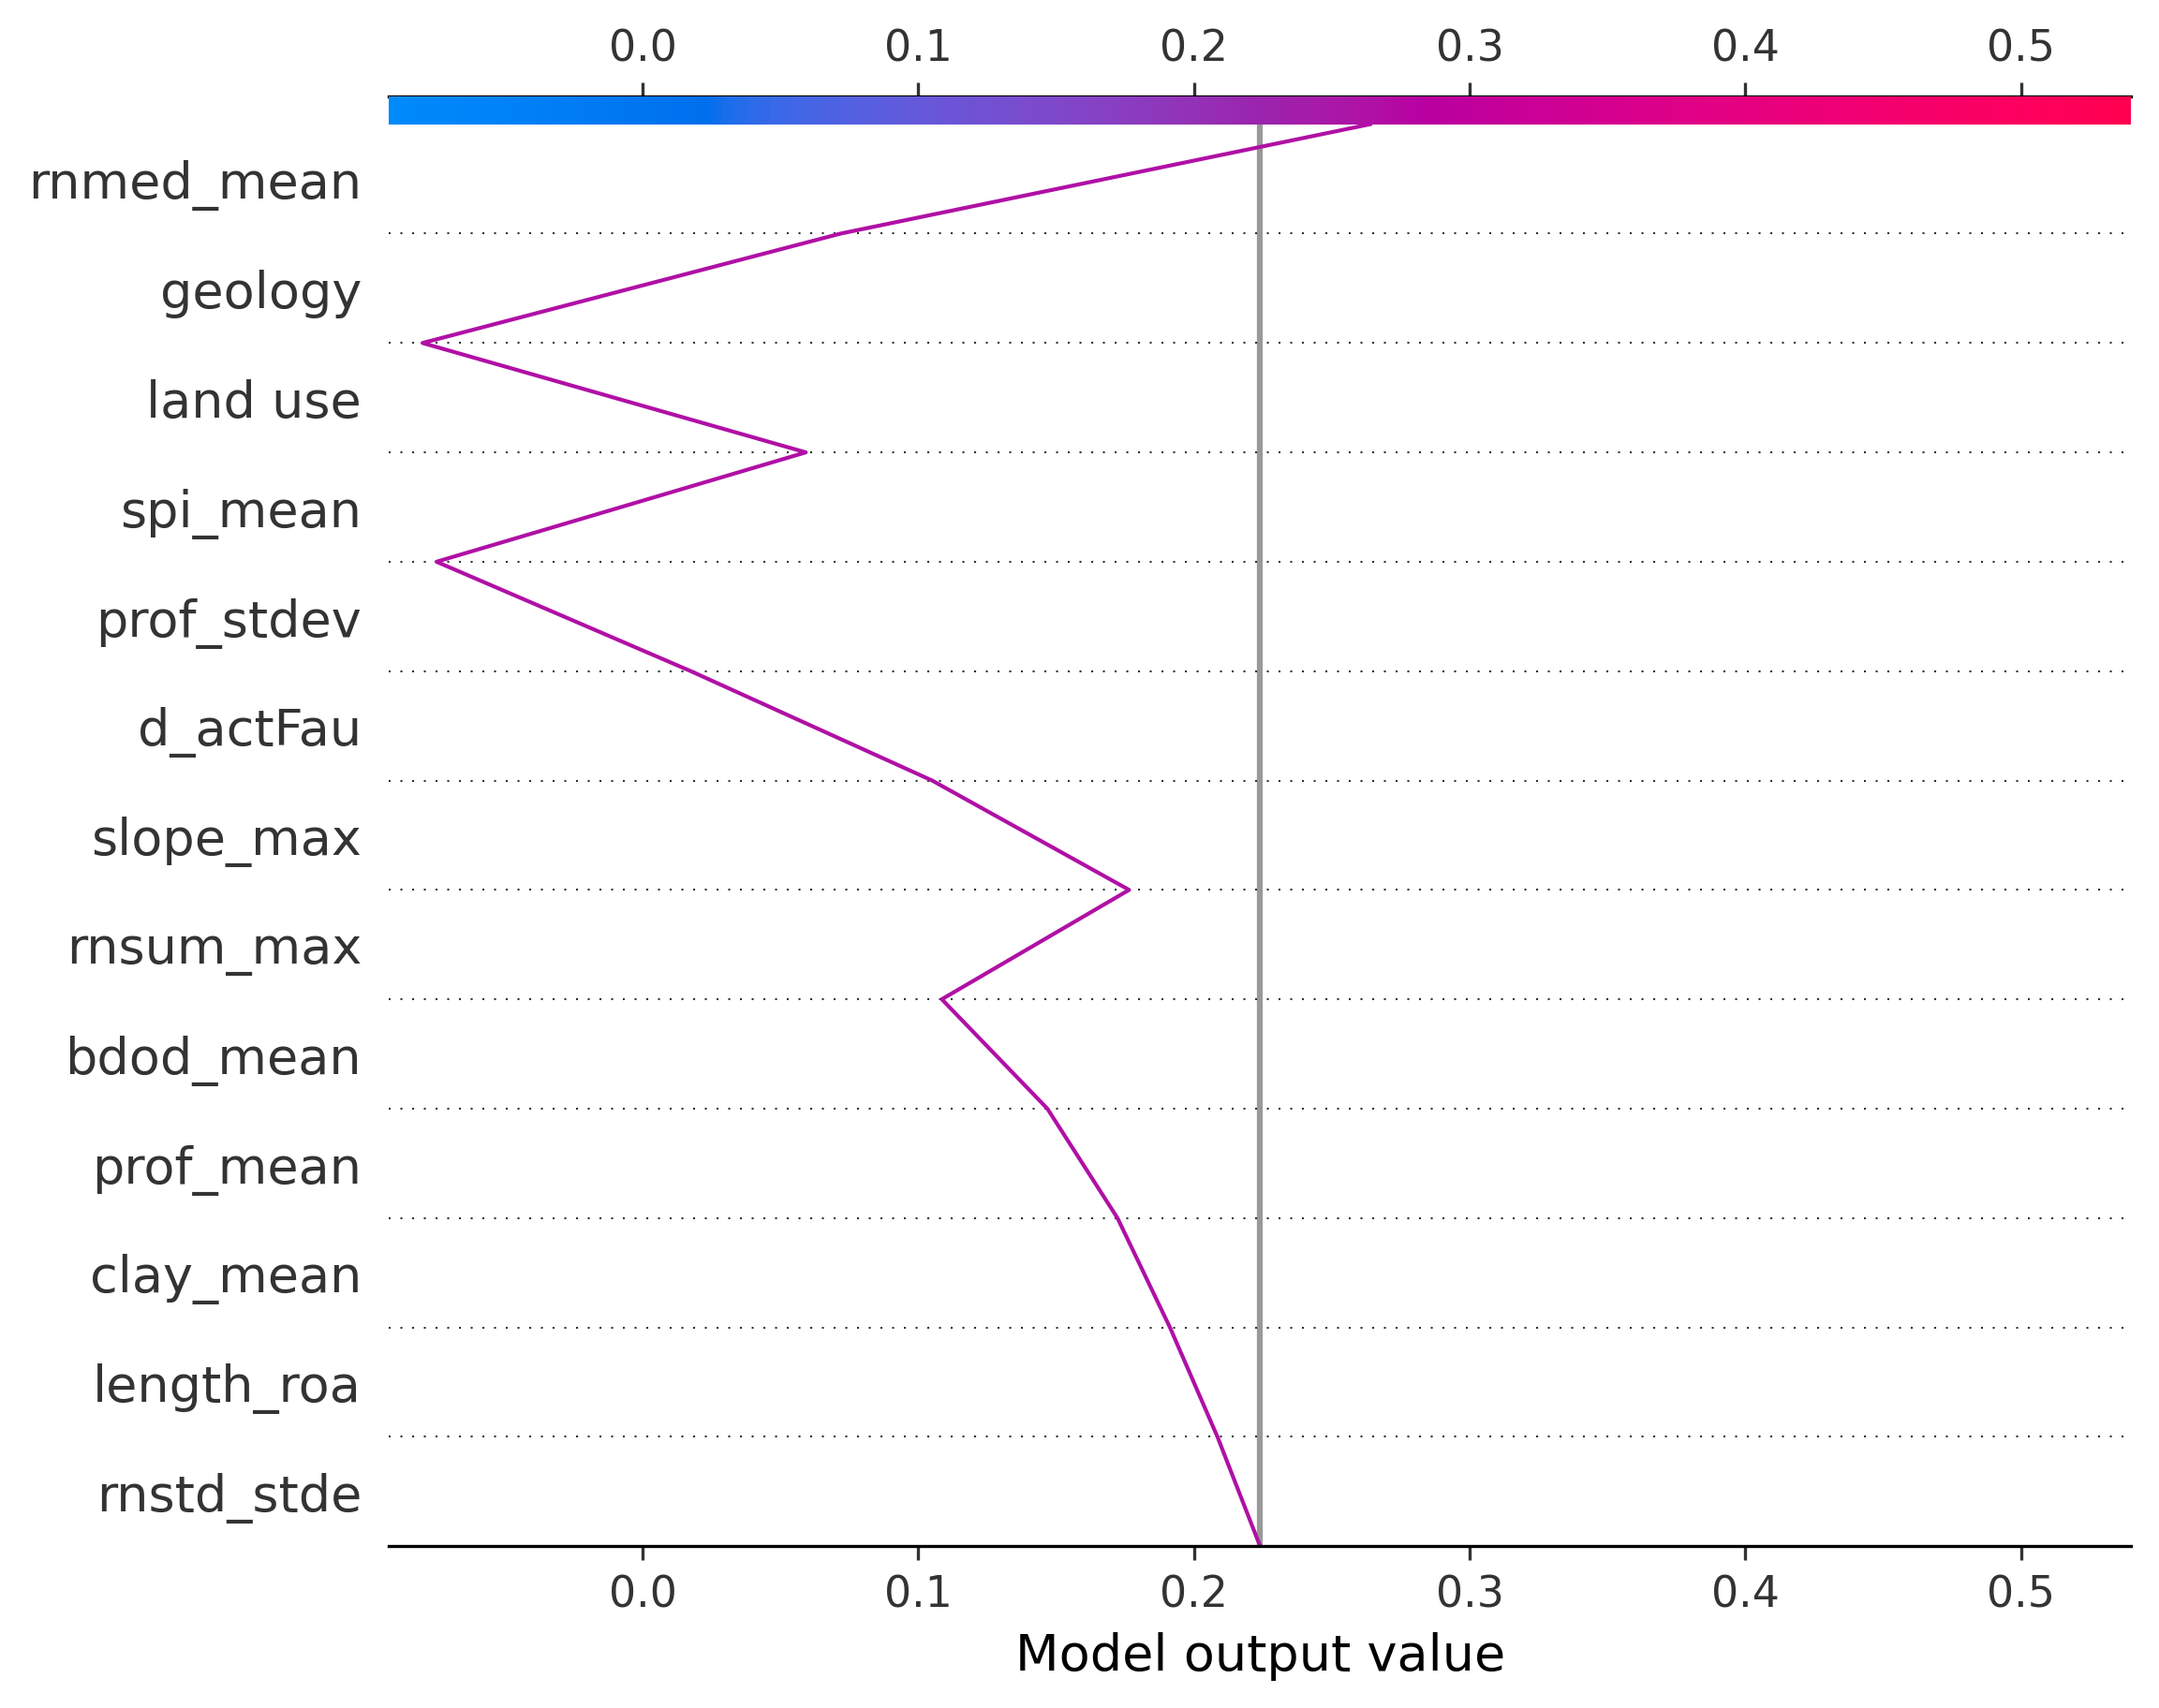 0.0 0.1 0.2 0.3 0.4 0.5
rnmed_mean
geology
land use
spi_mean
prof_stdev
d_actFau
slope_max
rnsum_max
bdod_mean
prof_mean
clay_mean
length_roa
rnstd_stde
0.0 0.1 0.2 0.3 0.4 0.5
Model output value